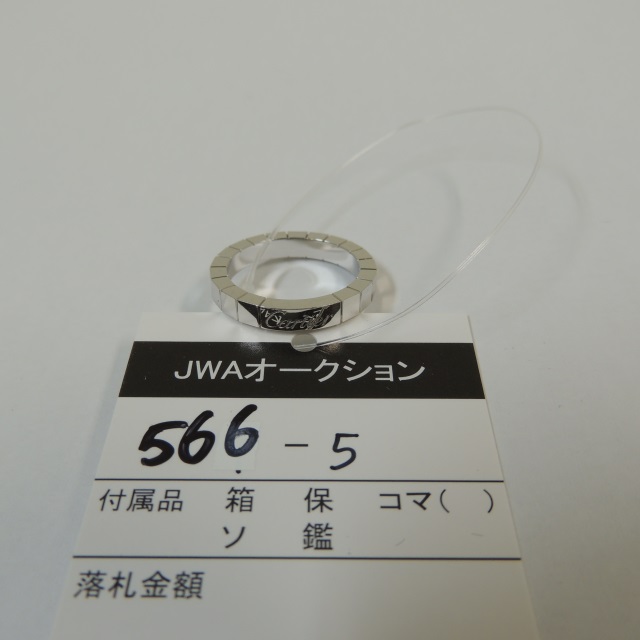 Cartier
JWAオークション
566 - 5
付属品 箱 保 コマ( )
ソ 鑑
落札金額